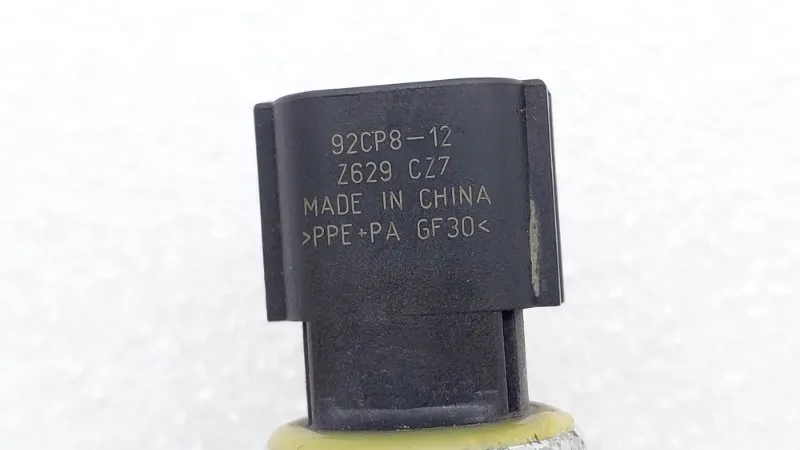 92CP8-12
Z629 CZ7
MADE IN CHINA
>PPE+PA GF30<